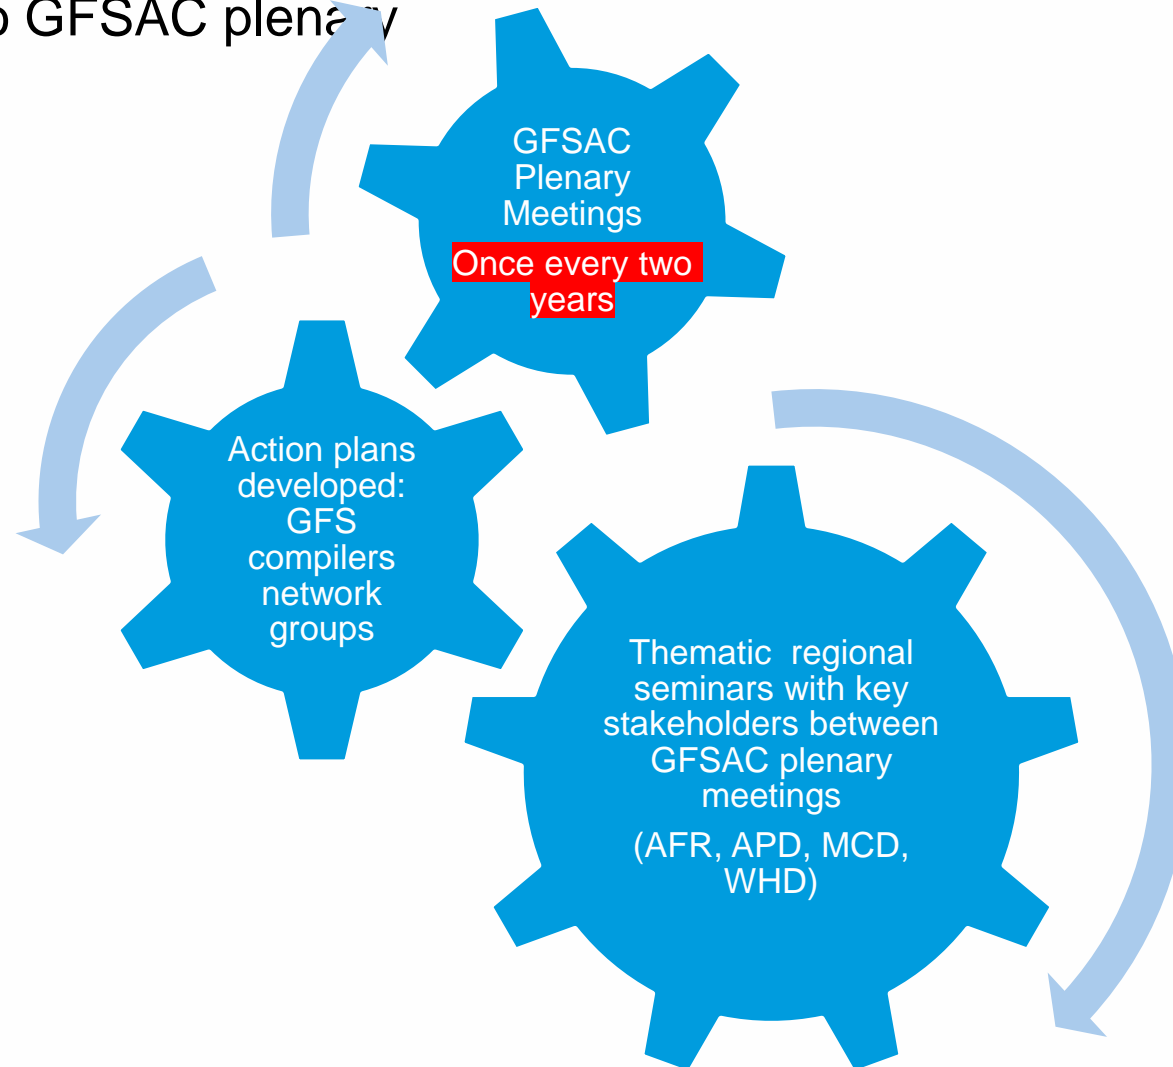 GFSAC plenary
GFSAC
Plenary
Meetings
Once every two
years
Action plans
developed:
GFS
compilers
network
groups
Thematic regional
seminars with key
stakeholders between
GFSAC plenary
meetings
(AFR, APD, MCD,
WHD)